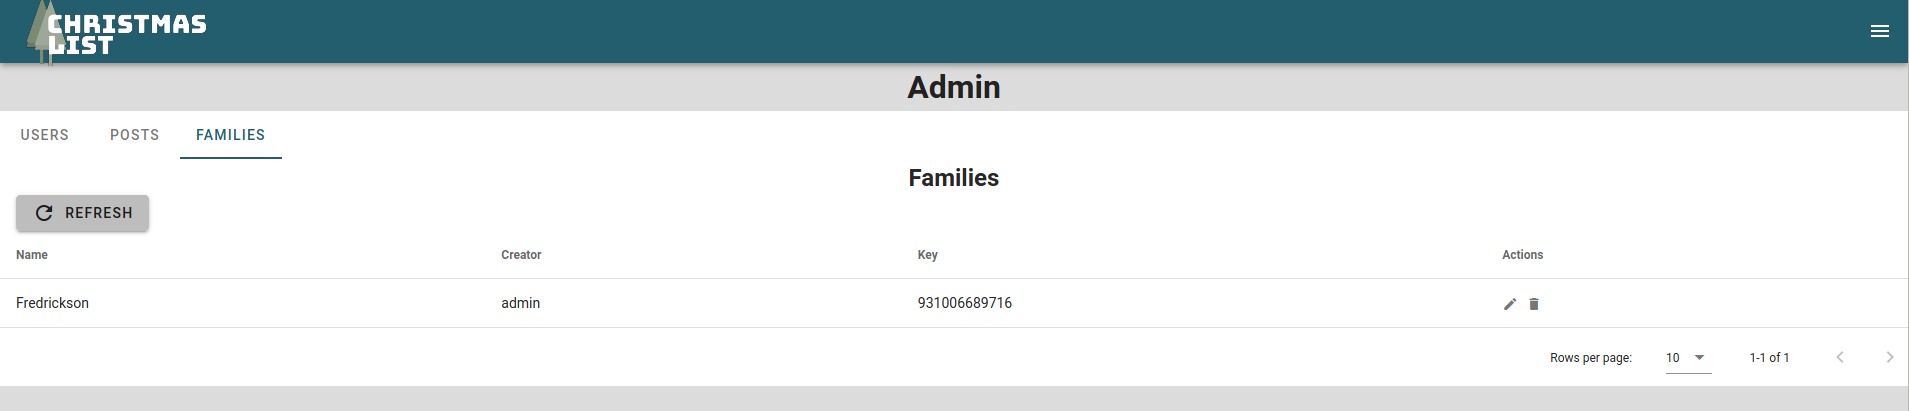 CHRISTMAS
LIST
Admin
USERS POSTS FAMILIES
Families
REFRESH
Name Creator Key Actions
Fredrickson admin 931006689716
Rows per page: 10 1-1 of 1